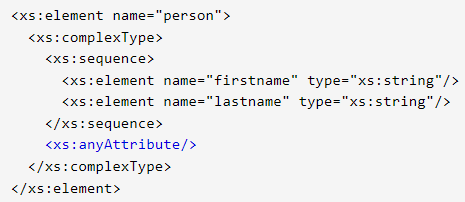 <xs:element name="person">
  <xs:complexType>
    <xs:sequence>
      <xs:element name="firstname" type="xs:string"/>
      <xs:element name="lastname" type="xs:string"/>
    </xs:sequence>
    <xs:anyAttribute/>
  </xs:complexType>
</xs:element>